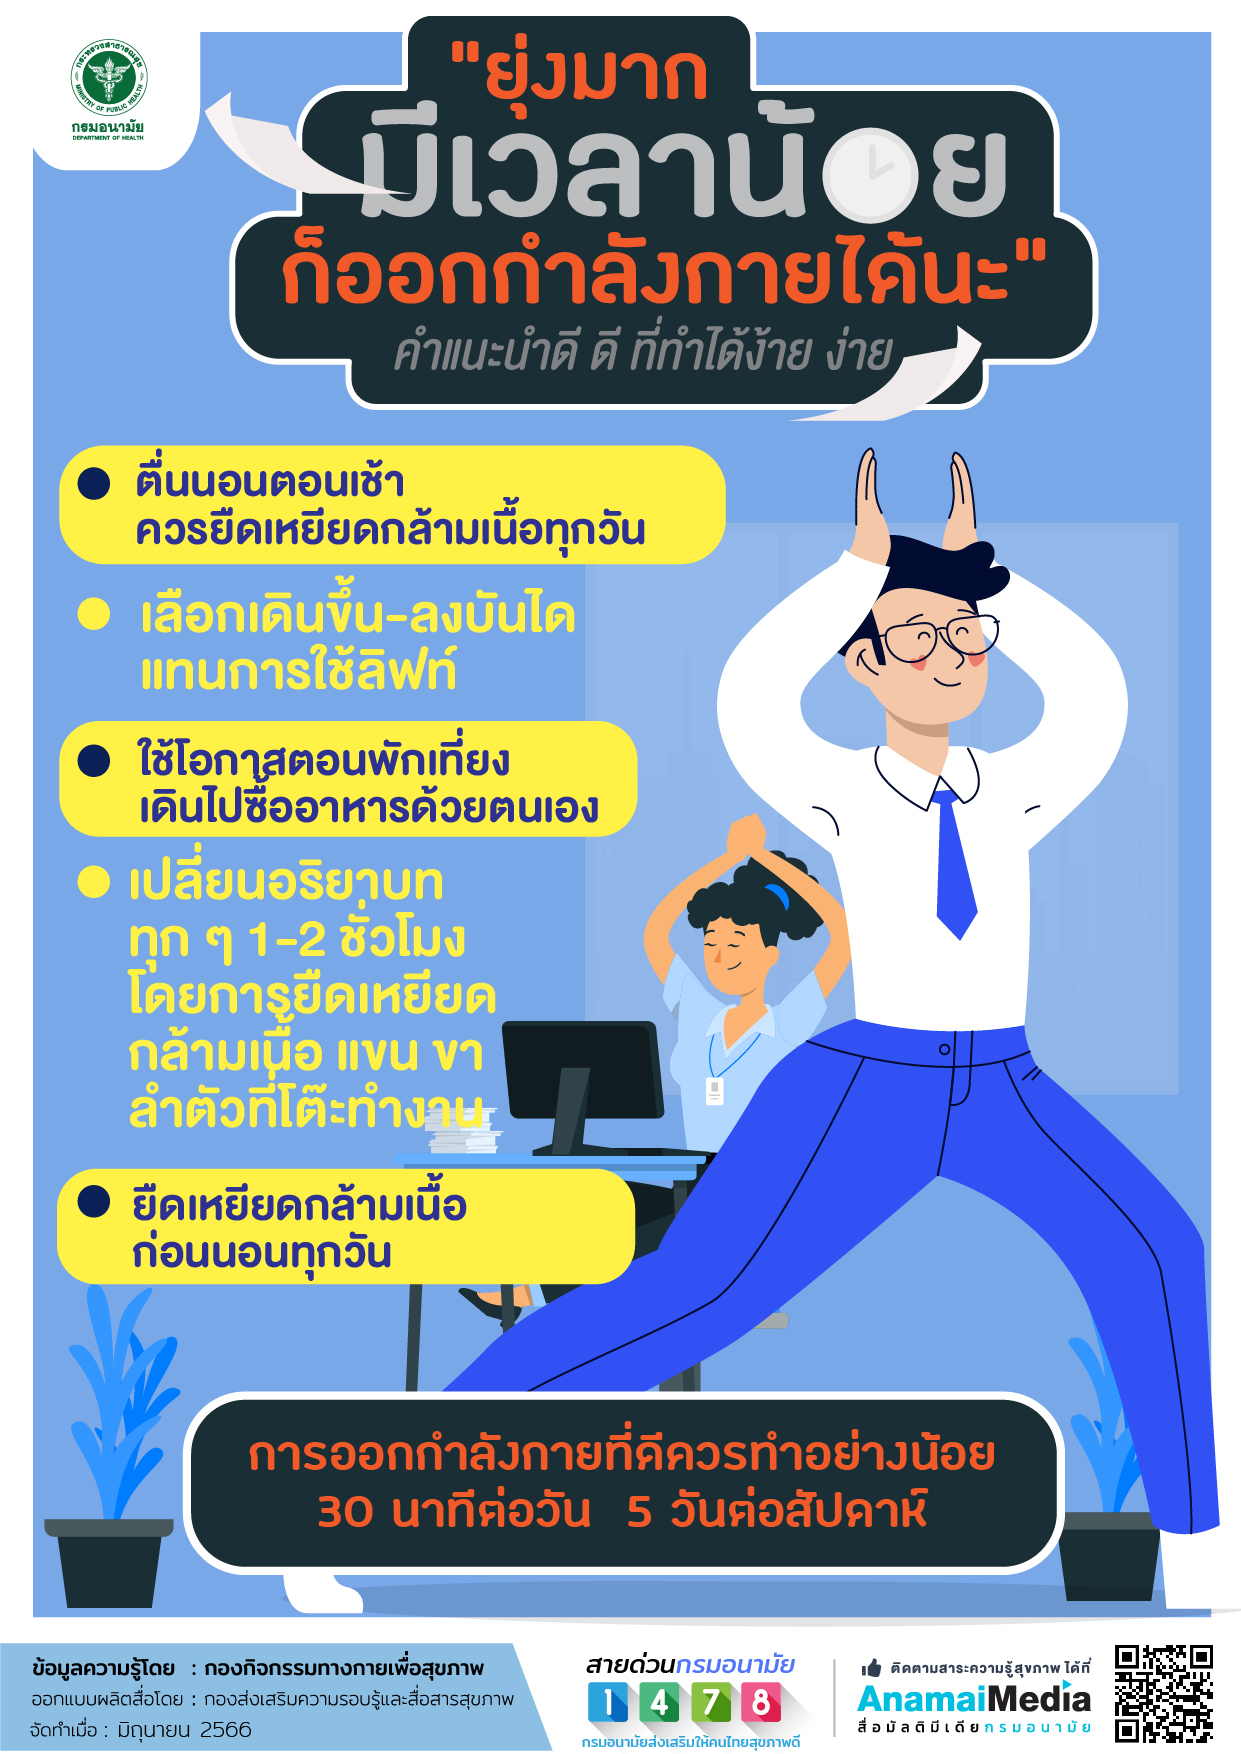 กระทรวงสาธารณสุข
MINISTRY OF PUBLIC HEALTH
กรมอนามัย
DEPARTMENT OF HEALTH
"ยุ่งมาก
มีเวลาน้อย
ก็ออกกำลังกายได้นะ"
คำแนะนำดี ดี ที่ทำได้ง้าย ง่าย
ตื่นนอนตอนเช้า
ควรยืดเหยียดกล้ามเนื้อทุกวัน
เลือกเดินขึ้น-ลงบันได
แทนการใช้ลิฟท์
ใช้โอกาสตอนพักเที่ยง
เดินไปซื้ออาหารด้วยตนเอง
เปลี่ยนอริยาบท
ทุก ๆ 1-2 ชั่วโมง
โดยการยืดเหยียด
กล้ามเนื้อ แขน ขา
ลำตัวที่โต๊ะทำงาน
ยืดเหยียดกล้ามเนื้อ
ก่อนนอนทุกวัน
การออกกำลังกายที่ดีควรทำอย่างน้อย
30 นาทีต่อวัน 5 วันต่อสัปดาห์
ข้อมูลความรู้โดย : กองกิจกรรมทางกายเพื่อสุขภาพ
ออกแบบผลิตสื่อโดย : กองส่งเสริมความรอบรู้และสื่อสารสุขภาพ
จัดทำเมื่อ : มิถุนายน 2566
สายด่วนกรมอนามัย
1 4 7 8
กรมอนามัยส่งเสริมให้คนไทยสุขภาพดี
ติดตามสาระความรู้สุขภาพ ได้ที่
AnamaiMedia
สื่อมัลติมีเดียกรมอนามัย